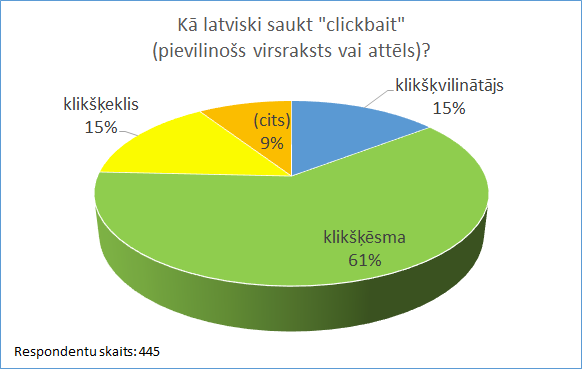 Kā latviski saukt "clickbait"
(pievilinošs virsraksts vai attēls)?
klikšķvilinātājs
15%
klikšķeklis
15%
(cits)
9%
klikšķēsma
61%
Respondentu skaits: 445